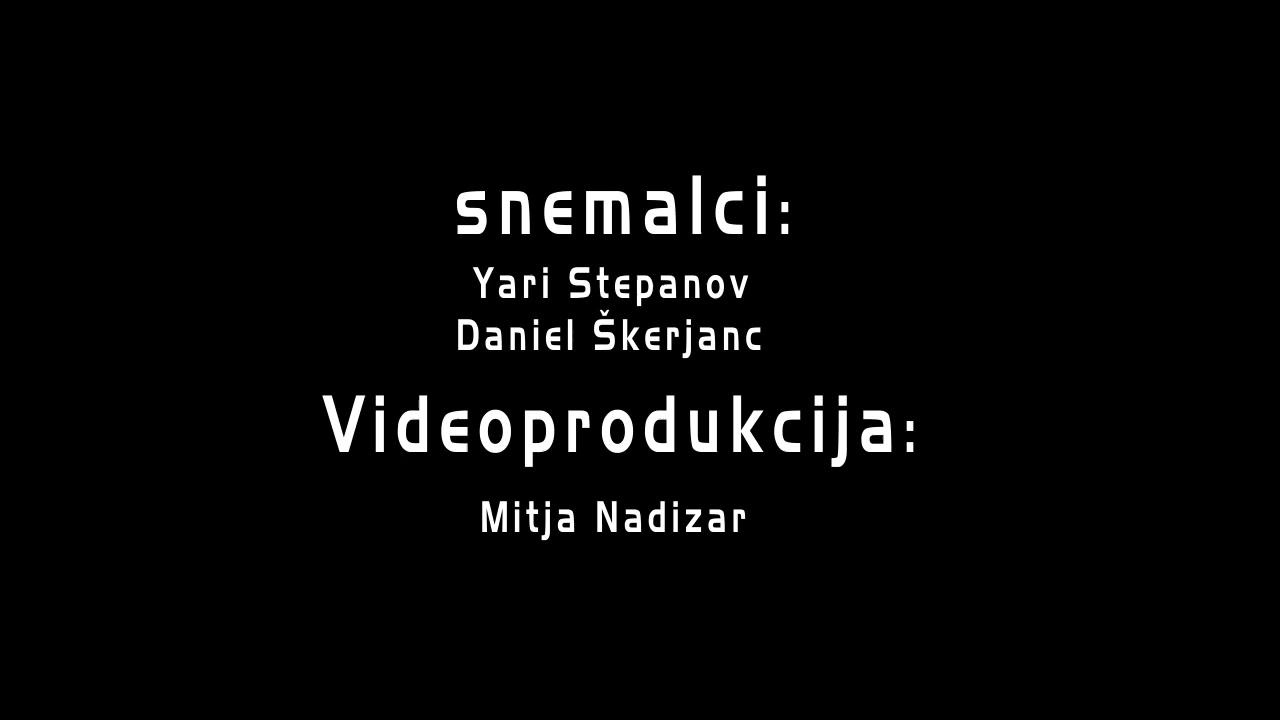 snemalci:
Yari Stepanov
Daniel Škerjanc
Videoprodukcija:
Mitja Nadizar